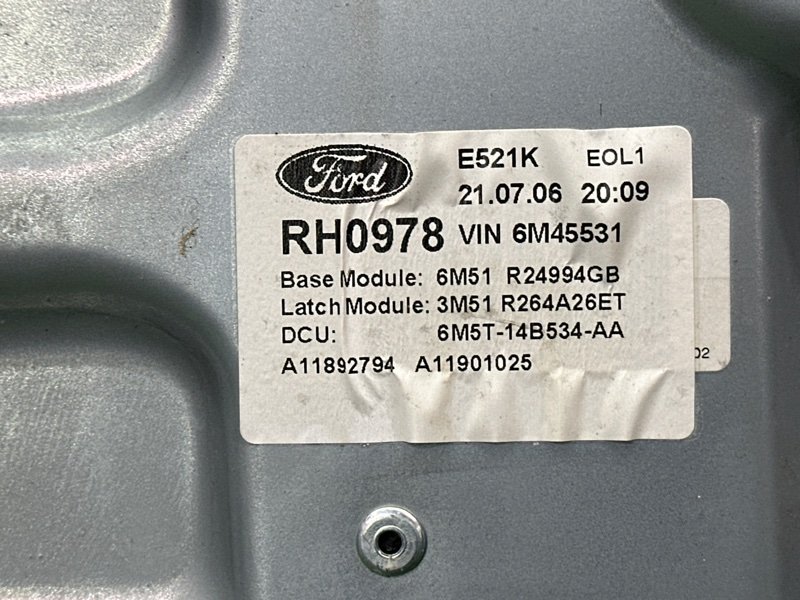 Ford
E521K EOL1
21.07.06 20:09
RH0978 VIN 6M45531
Base Module: 6M51 R24994GB
Latch Module: 3M51 R264A26ET
DCU: 6M5T-14B534-AA
02
A11892794 A11901025